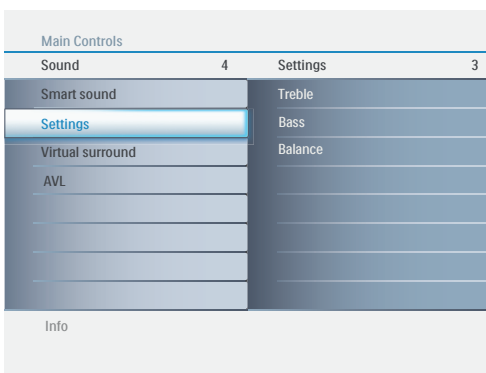 Main Controls
Sound 4 Settings 3
Smart sound Treble
Settings Bass
Virtual surround Balance
AVL
Info